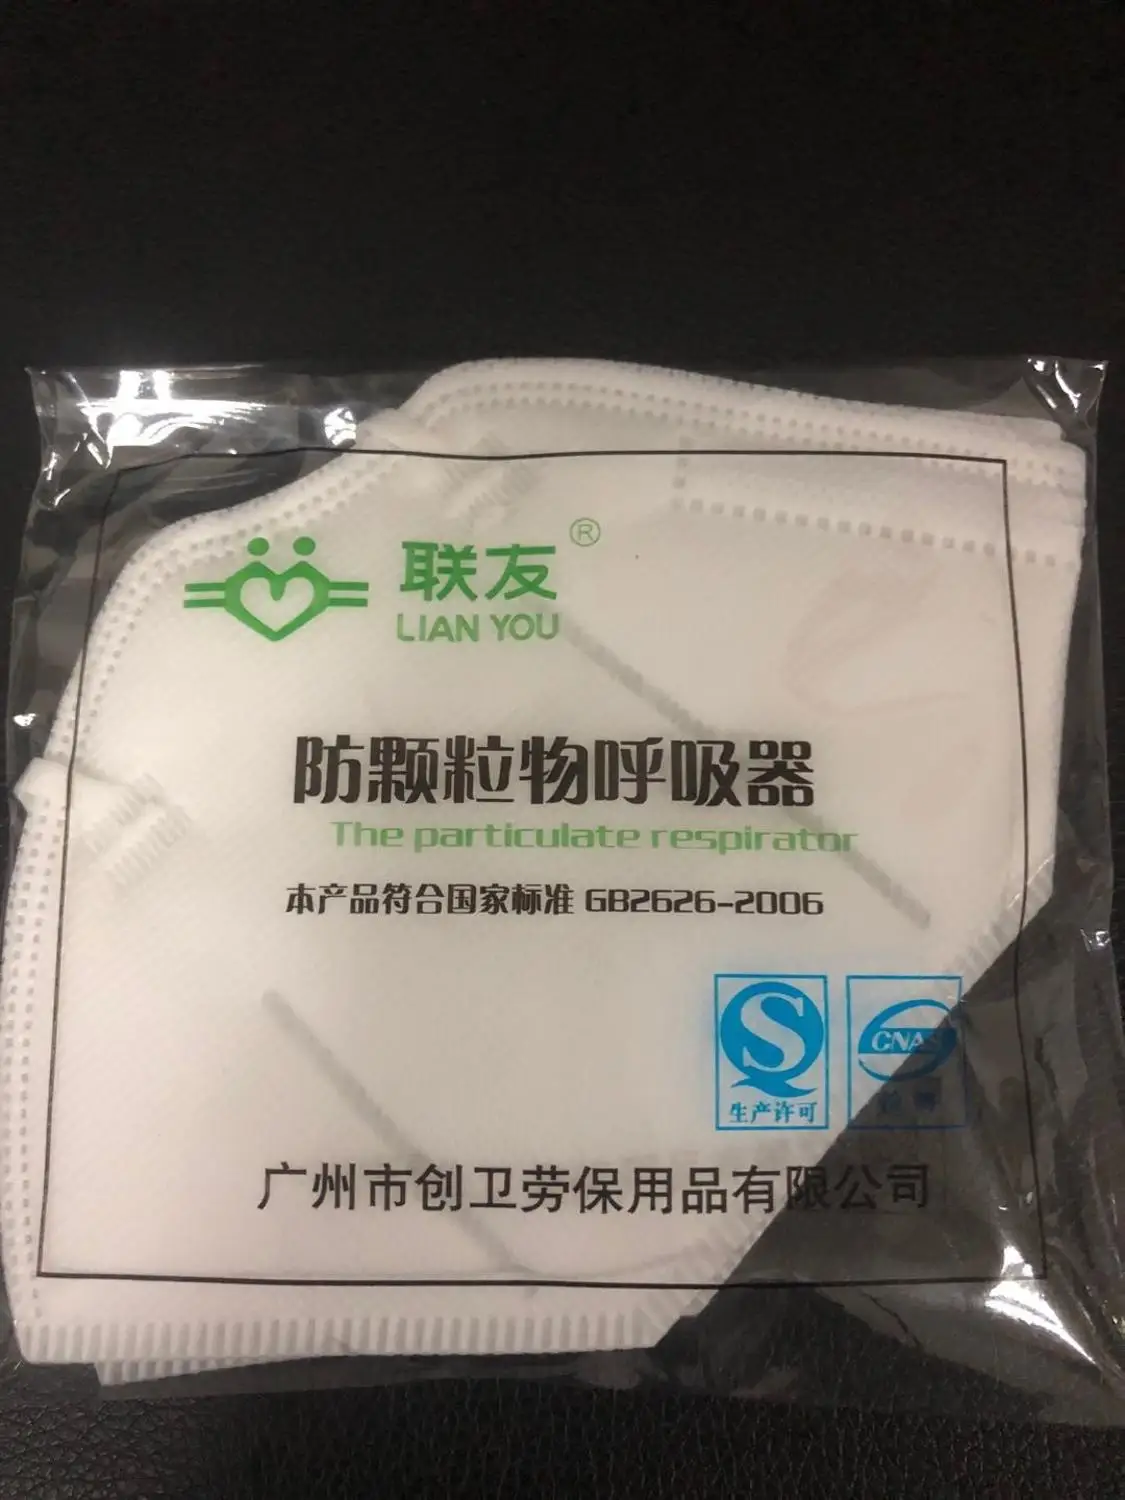 联友®
LIAN YOU
防颗粒物呼吸器
The particulate respirator
本产品符合国家标准 GB2626-2006
生产许可
CNAS
广州市创卫劳保用品有限公司